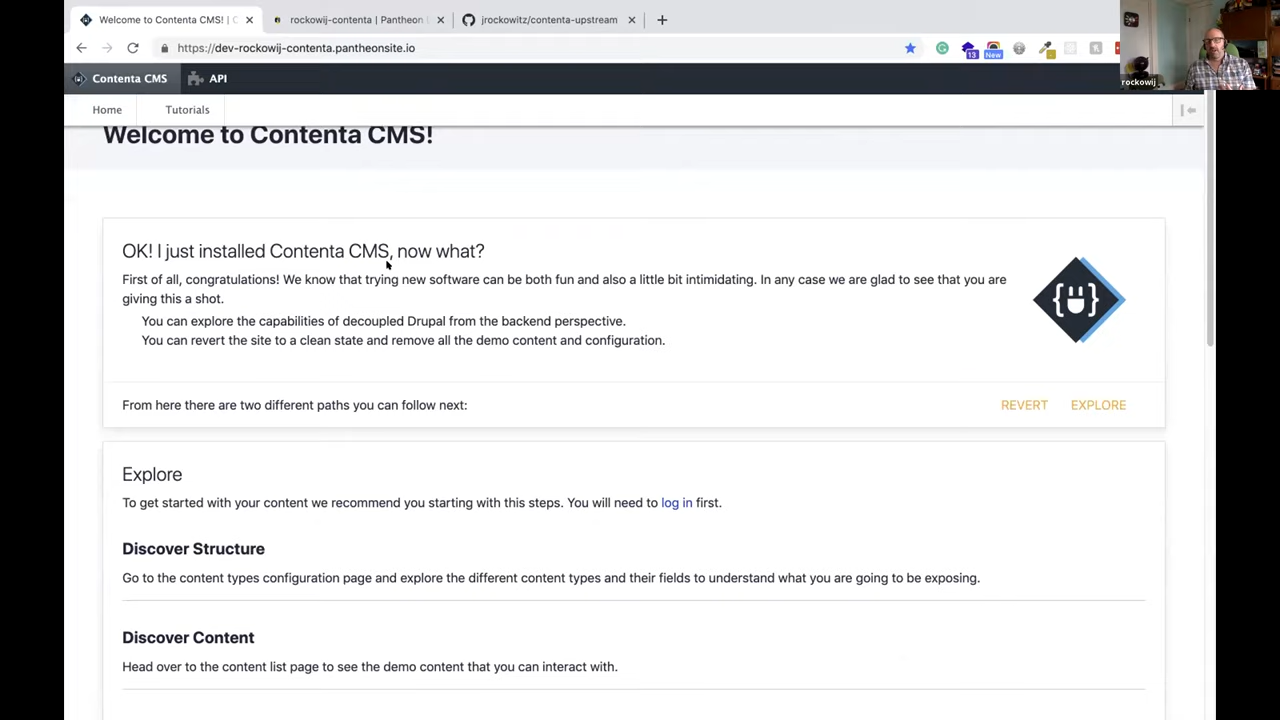 Welcome to Contenta CMS! | C
rockowij-contenta | Pantheon
jrockowitz/contenta-upstream
https://dev-rockowij-contenta.pantheonsite.io
13
New
rockowij
Contenta CMS
API
Home
Tutorials
Welcome to Contenta CMS!
OK! I just installed Contenta CMS, now what?
First of all, congratulations! We know that trying new software can be both fun and also a little bit intimidating. In any case we are glad to see that you are
giving this a shot.
You can explore the capabilities of decoupled Drupal from the backend perspective.
You can revert the site to a clean state and remove all the demo content and configuration.
From here there are two different paths you can follow next:
REVERT
EXPLORE
Explore
To get started with your content we recommend you starting with this steps. You will need to log in first.
Discover Structure
Go to the content types configuration page and explore the different content types and their fields to understand what you are going to be exposing.
Discover Content
Head over to the content list page to see the demo content that you can interact with.